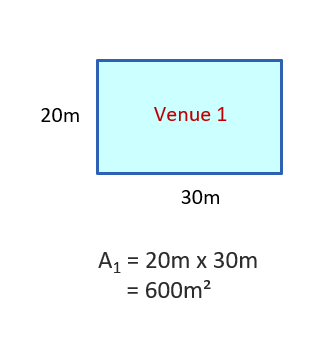 Venue 1
20m
30m
A₁ = 20m x 30m
= 600m²